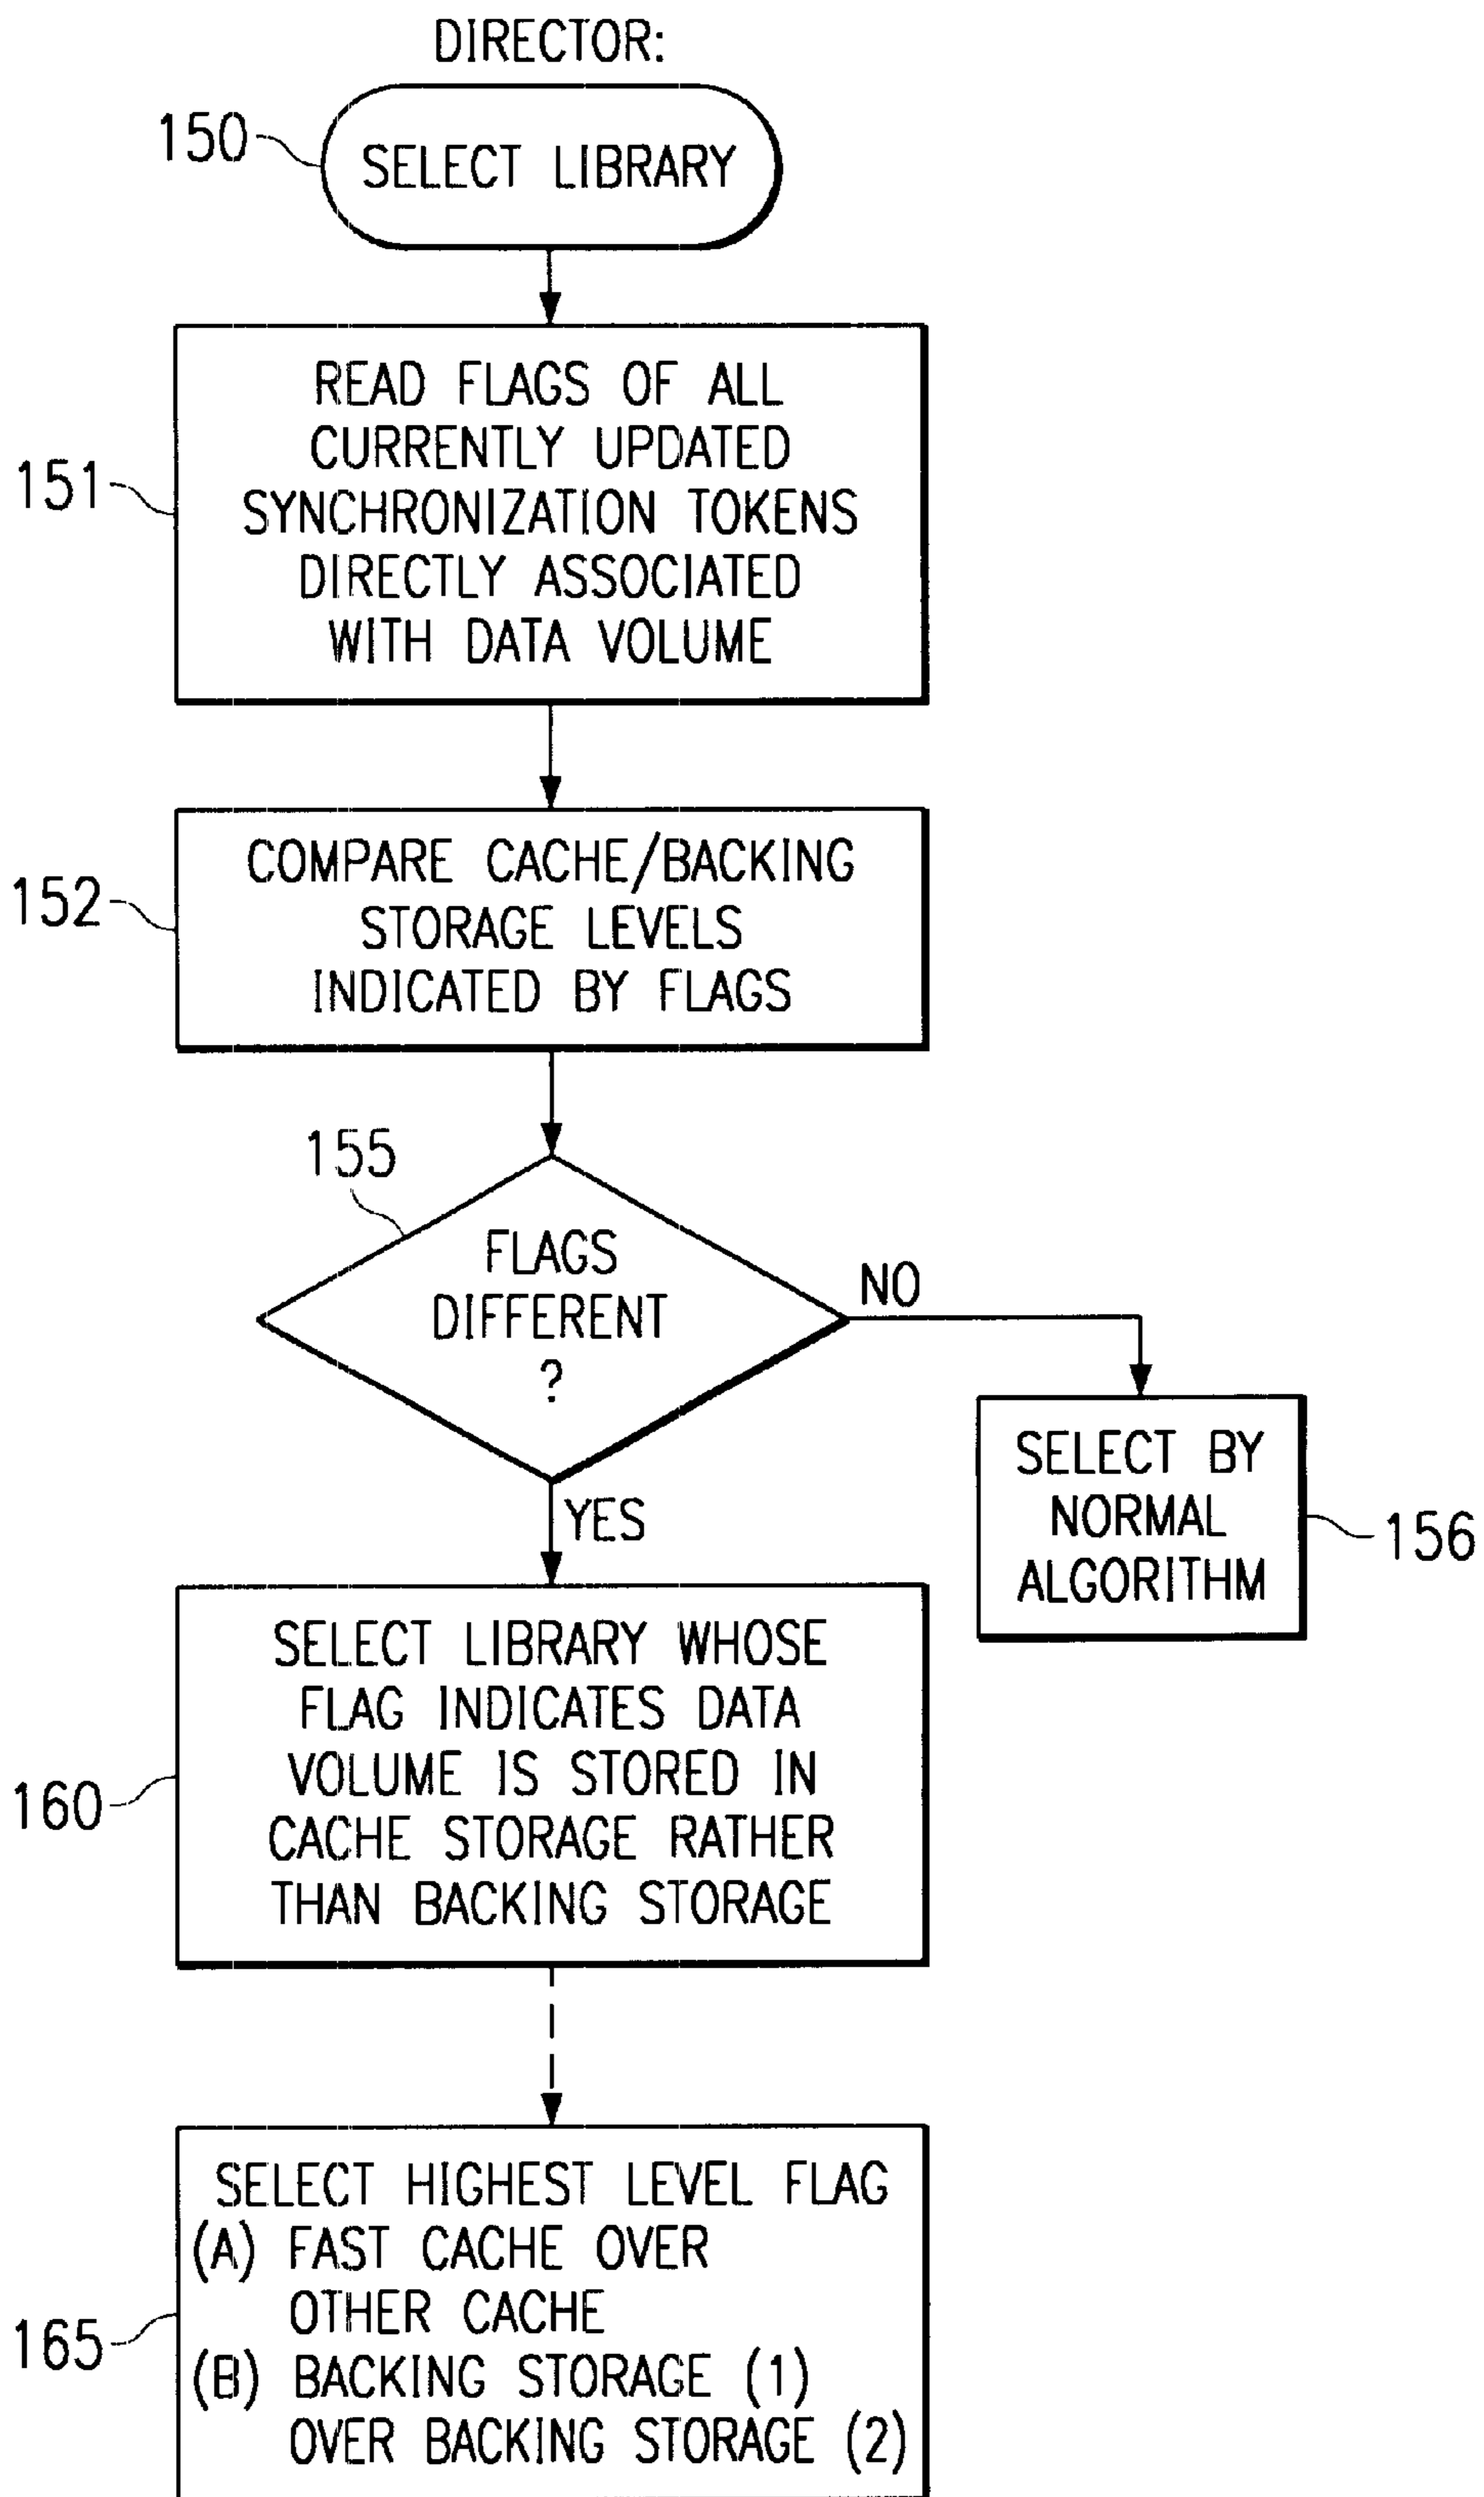 DIRECTOR:
150
SELECT LIBRARY
151
READ FLAGS OF ALL
CURRENTLY UPDATED
SYNCHRONIZATION TOKENS
DIRECTLY ASSOCIATED
WITH DATA VOLUME
152
COMPARE CACHE/BACKING
STORAGE LEVELS
INDICATED BY FLAGS
155
FLAGS
DIFFERENT
?
NO
YES
SELECT BY
NORMAL
ALGORITHM
156
160
SELECT LIBRARY WHOSE
FLAG INDICATES DATA
VOLUME IS STORED IN
CACHE STORAGE RATHER
THAN BACKING STORAGE
165
SELECT HIGHEST LEVEL FLAG
(A) FAST CACHE OVER
OTHER CACHE
(B) BACKING STORAGE (1)
OVER BACKING STORAGE (2)